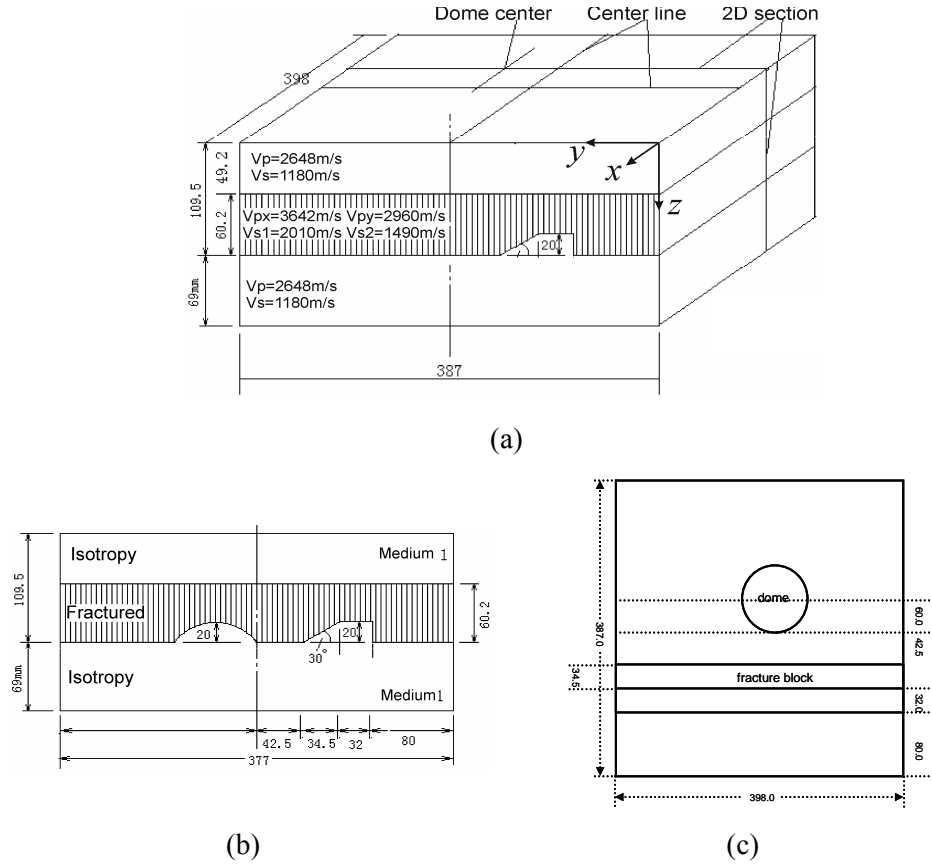 Dome center Center line 2D section
398
Vp=2648m/s
Vs=1180m/s
49.2
109.5
y
x
z
60.2
Vpx=3642m/s Vpy=2960m/s
Vs1=2010m/s Vs2=1490m/s
20
69mm
Vp=2648m/s
Vs=1180m/s
387
(a)
Isotropy
Medium 1
109.5
Fractured
60.2
20
20
30°
69mm
Isotropy
Medium1
42.5 34.5 32 80
377
(b)
387.0
dome
60.0
42.5
34.5
fracture block
32.0
80.0
398.0
(c)